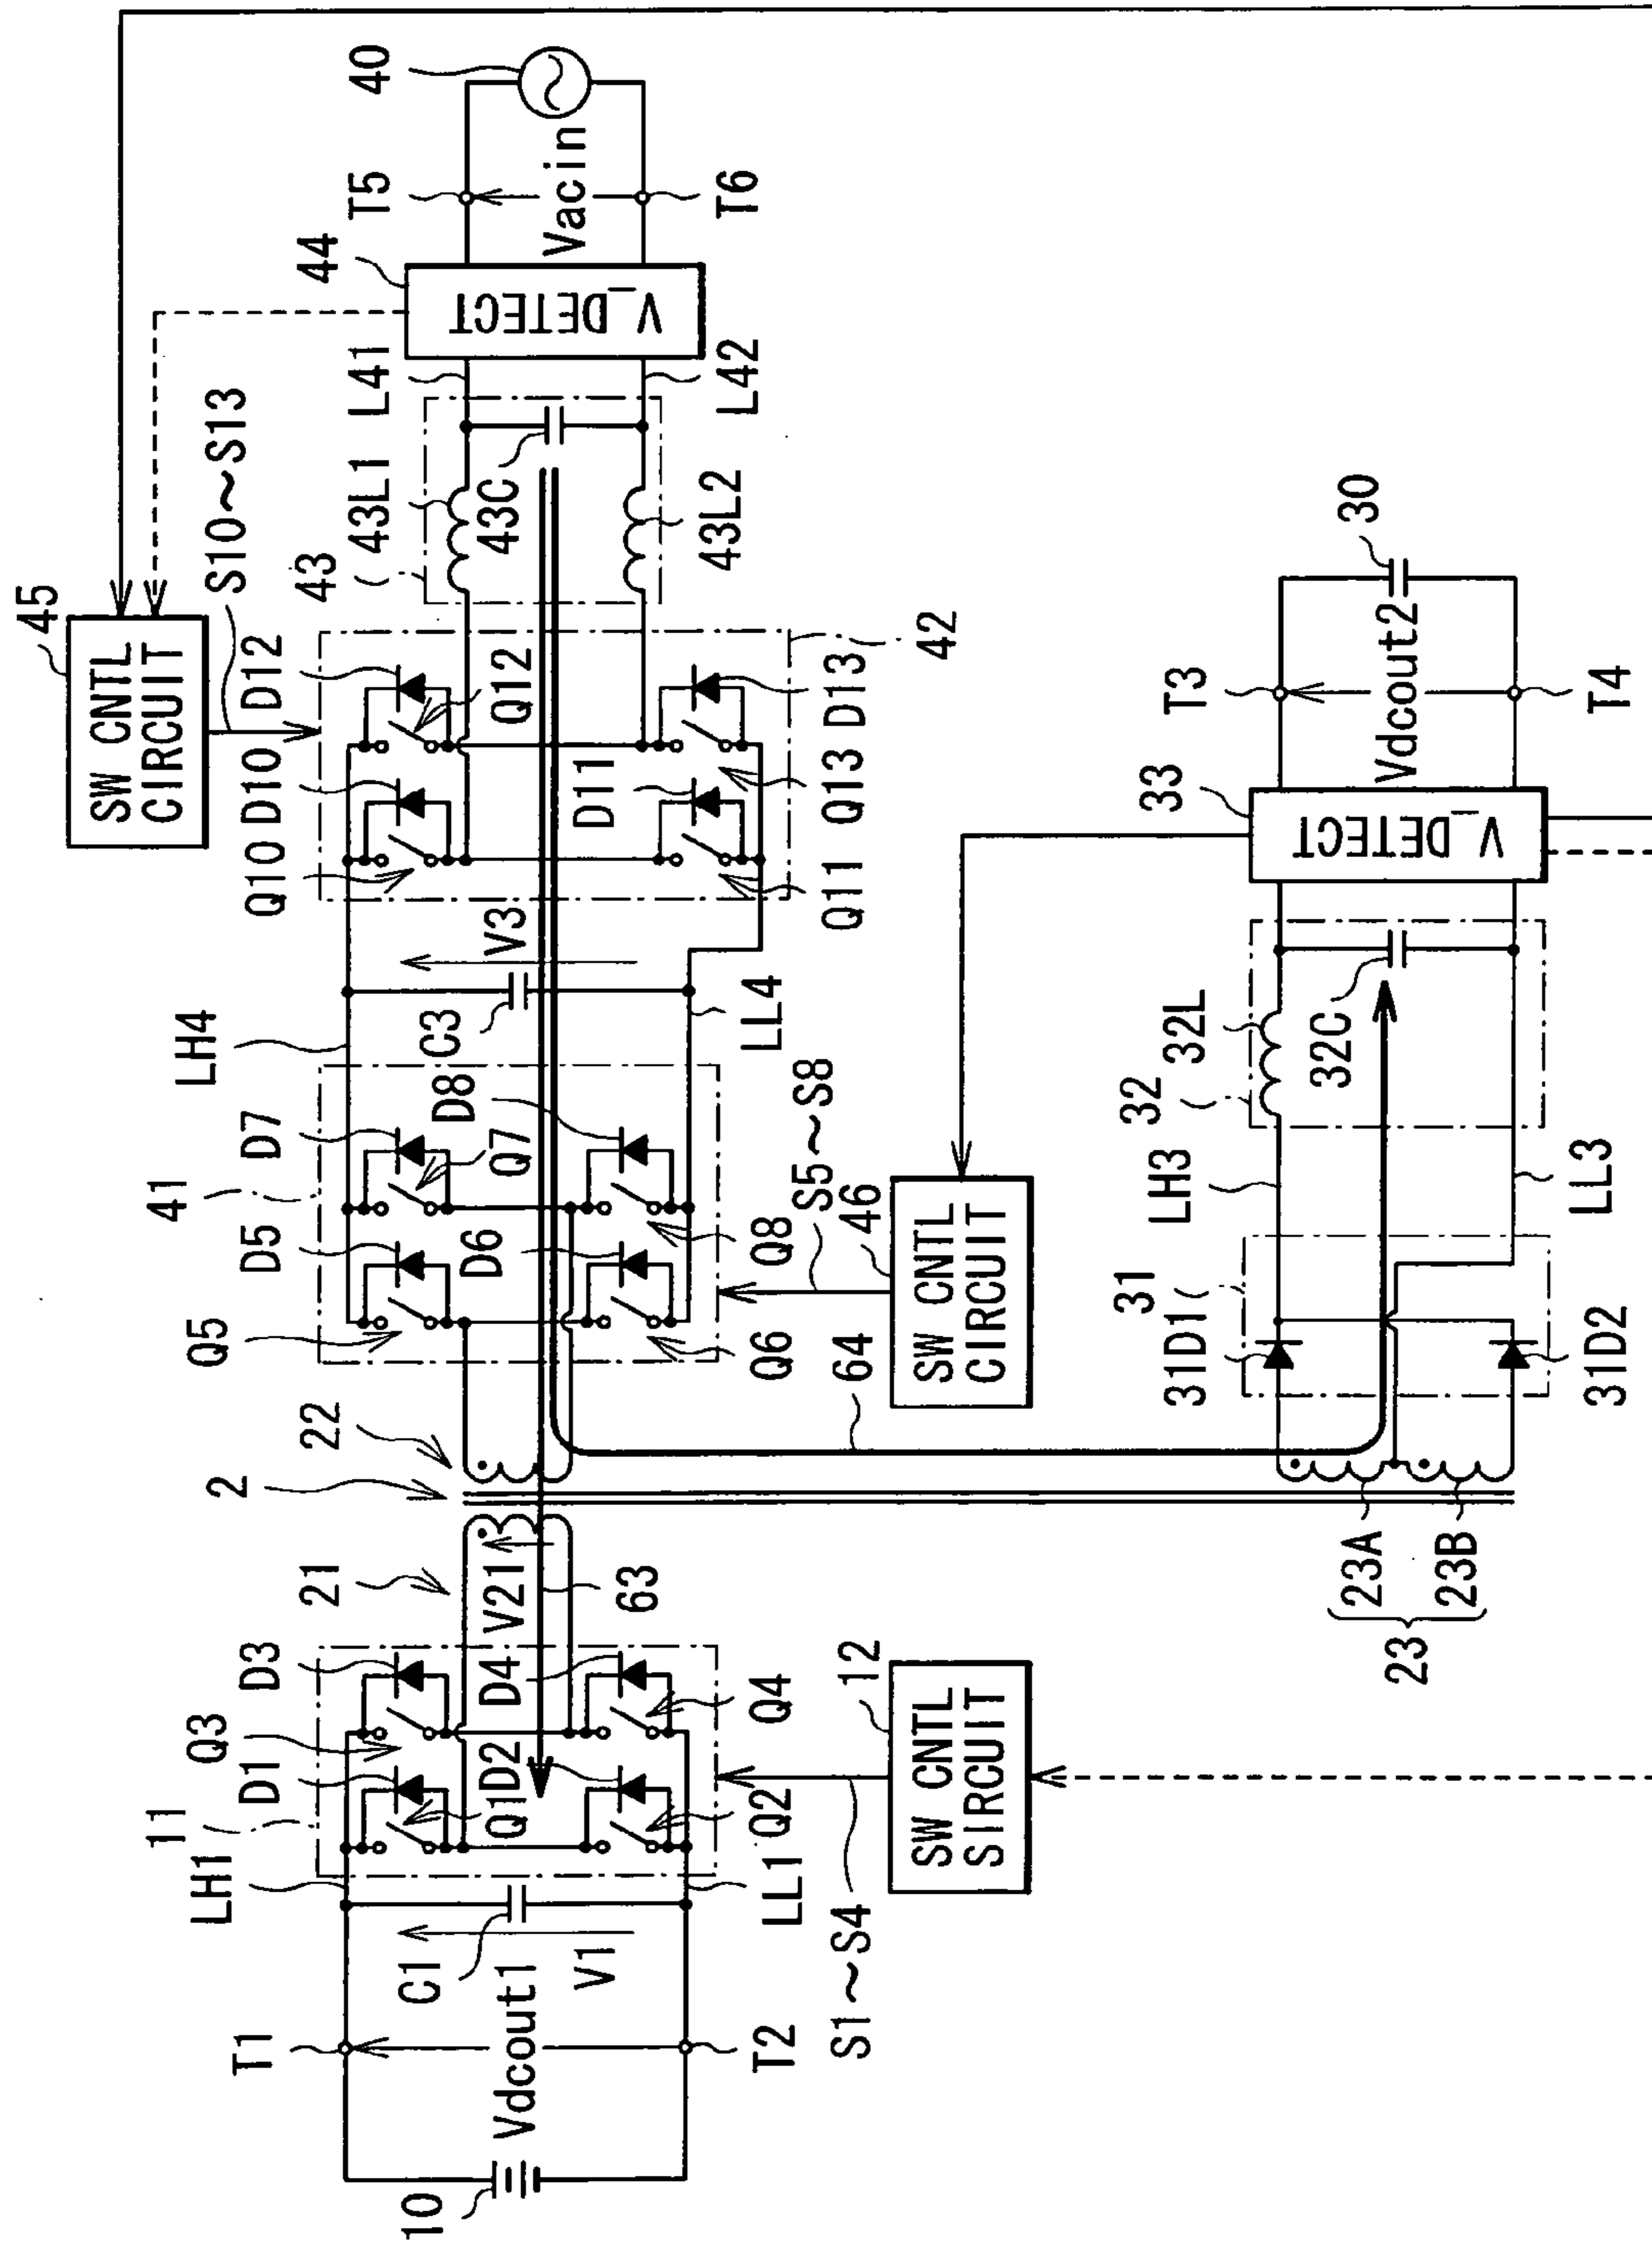 45
SW CNTL
CIRCUIT
S10~S13
44
V_DETECT
T5
40
Vacin
T6
L41
L42
43
43L1
43C
43L2
D12
Q12
D10
Q10
D11
D13
Q13
Q11
42
V3
C3
LH4
LL4
41
D7
D8
Q7
D5
D6
Q5
Q8
Q6
S5~S8
46
SW CNTL
CIRCUIT
64
22
2
21
V21
63
D3
D4
Q3
D1
D2
Q1
Q4
Q2
11
LH1
LL1
12
SW CNTL
SIRCUIT
S1~S4
C1
V1
T1
Vdcout1
T2
10
30
T3
Vdcout2
T4
33
V_DETECT
32
32L
32C
LH3
LL3
31
31D1
31D2
23A
23B
23